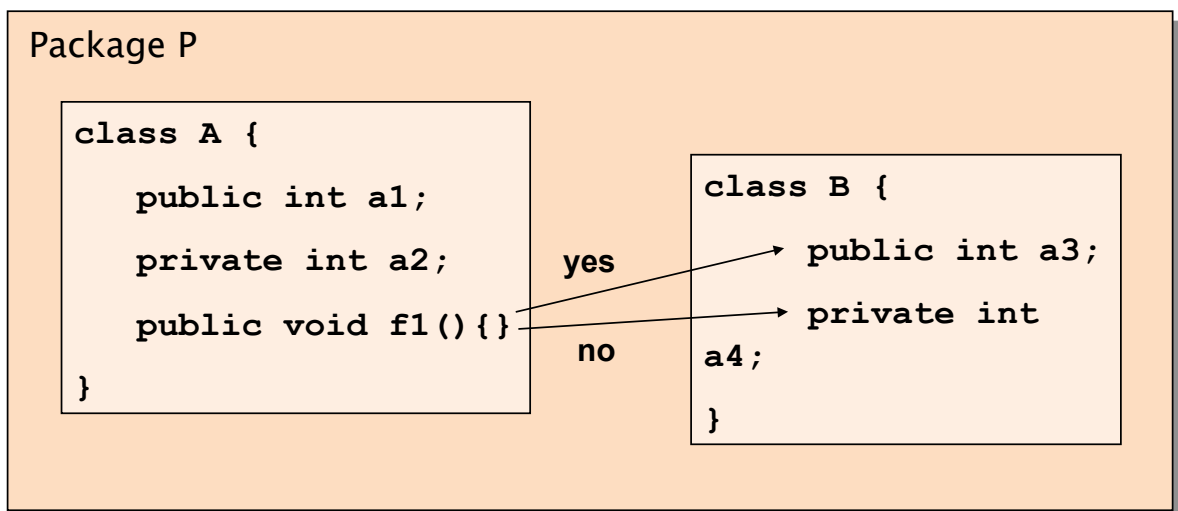 Package P
class A {
public int a1;
private int a2;
public void f1(){}
}
yes
no
class B {
public int a3;
private int
a4;
}